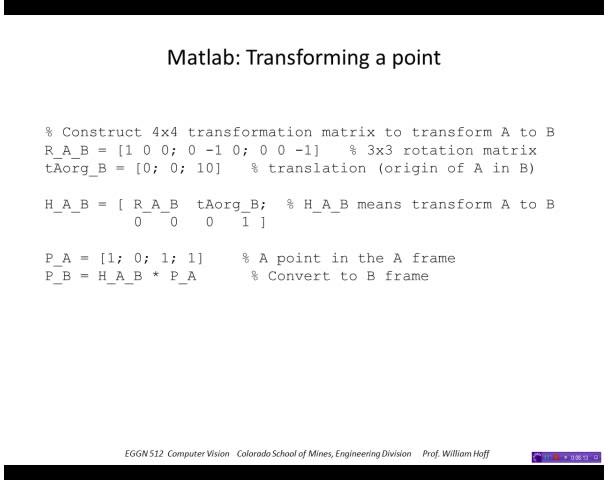 Matlab: Transforming a point
% Construct 4x4 transformation matrix to transform A to B
R_A_B = [1 0 0; 0 -1 0; 0 0 -1] % 3x3 rotation matrix
tAorg_B = [0; 0; 10] % translation (origin of A in B)
H_A_B = [ R_A_B tAorg_B; % H_A_B means transform A to B
0 0 0 1 ]
P_A = [1; 0; 1; 1] % A point in the A frame
P_B = H_A_B * P_A % Convert to B frame
EGGN 512 Computer Vision Colorado School of Mines, Engineering Division Prof. William Hoff